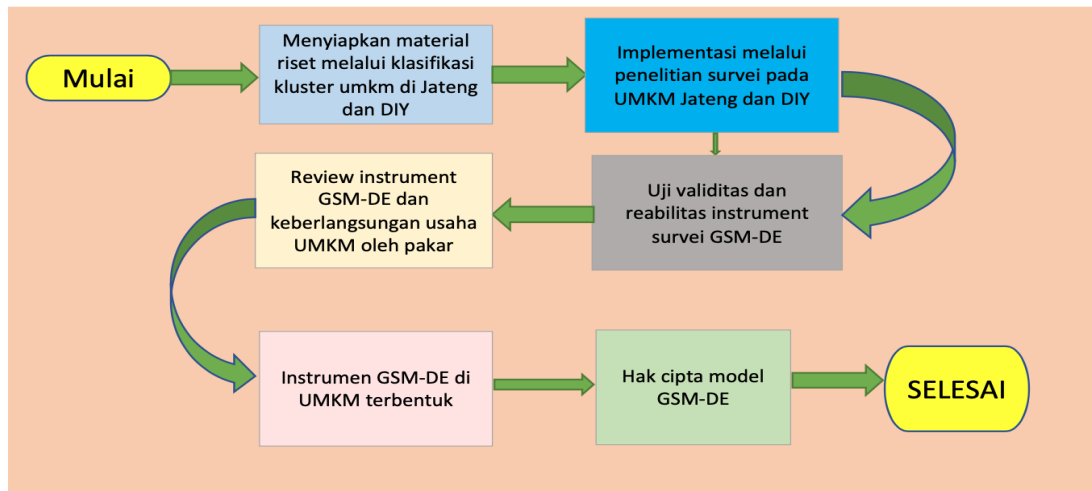 Mulai
Menyiapkan material
riset melalui klasifikasi
kluster umkm di Jateng
dan DIY
Implementasi melalui
penelitian survei pada
UMKM Jateng dan DIY
Uji validitas dan
reabilitas instrument
survei GSM-DE
Review instrument
GSM-DE dan
keberlangsungan usaha
UMKM oleh pakar
Instrumen GSM-DE di
UMKM terbentuk
Hak cipta model
GSM-DE
SELESAI